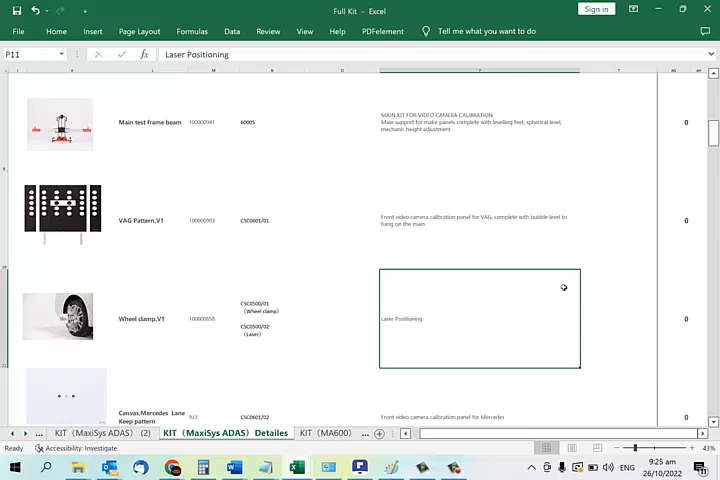 Full Kit - Excel
Sign in
File Home Insert Page Layout Formulas Data Review View Help PDFelement Tell me what you want to do
P11 fx Laser Positioning
Main test frame beam 100000941 60005
MAIN KIT FOR VIDEO CAMERA CALIBRATION
Main support for make panels complete with levelling feet, spherical level,
mechanic height adjustment
0
VAG Pattern,V1 100000903 CSC0601/01
Front video camera calibration panel for VAG, complete with bubble level to
hang on the main
0
Wheel clamp,V1 100000858
CSC0500/01
(Wheel clamp)
CSC0500/02
(Laser)
Laser Positioning
0
Canvas,Mercedes Lane
Keep pattern
933 CSC0601/02
Front video camera calibration panel for Mercedes
0
... KIT（MaxiSys ADAS） (2) KIT（MaxiSys ADAS）Detailes KIT（MA600） ...
Ready Accessibility: Investigate 43%
ENG
9:25 am
26/10/2022